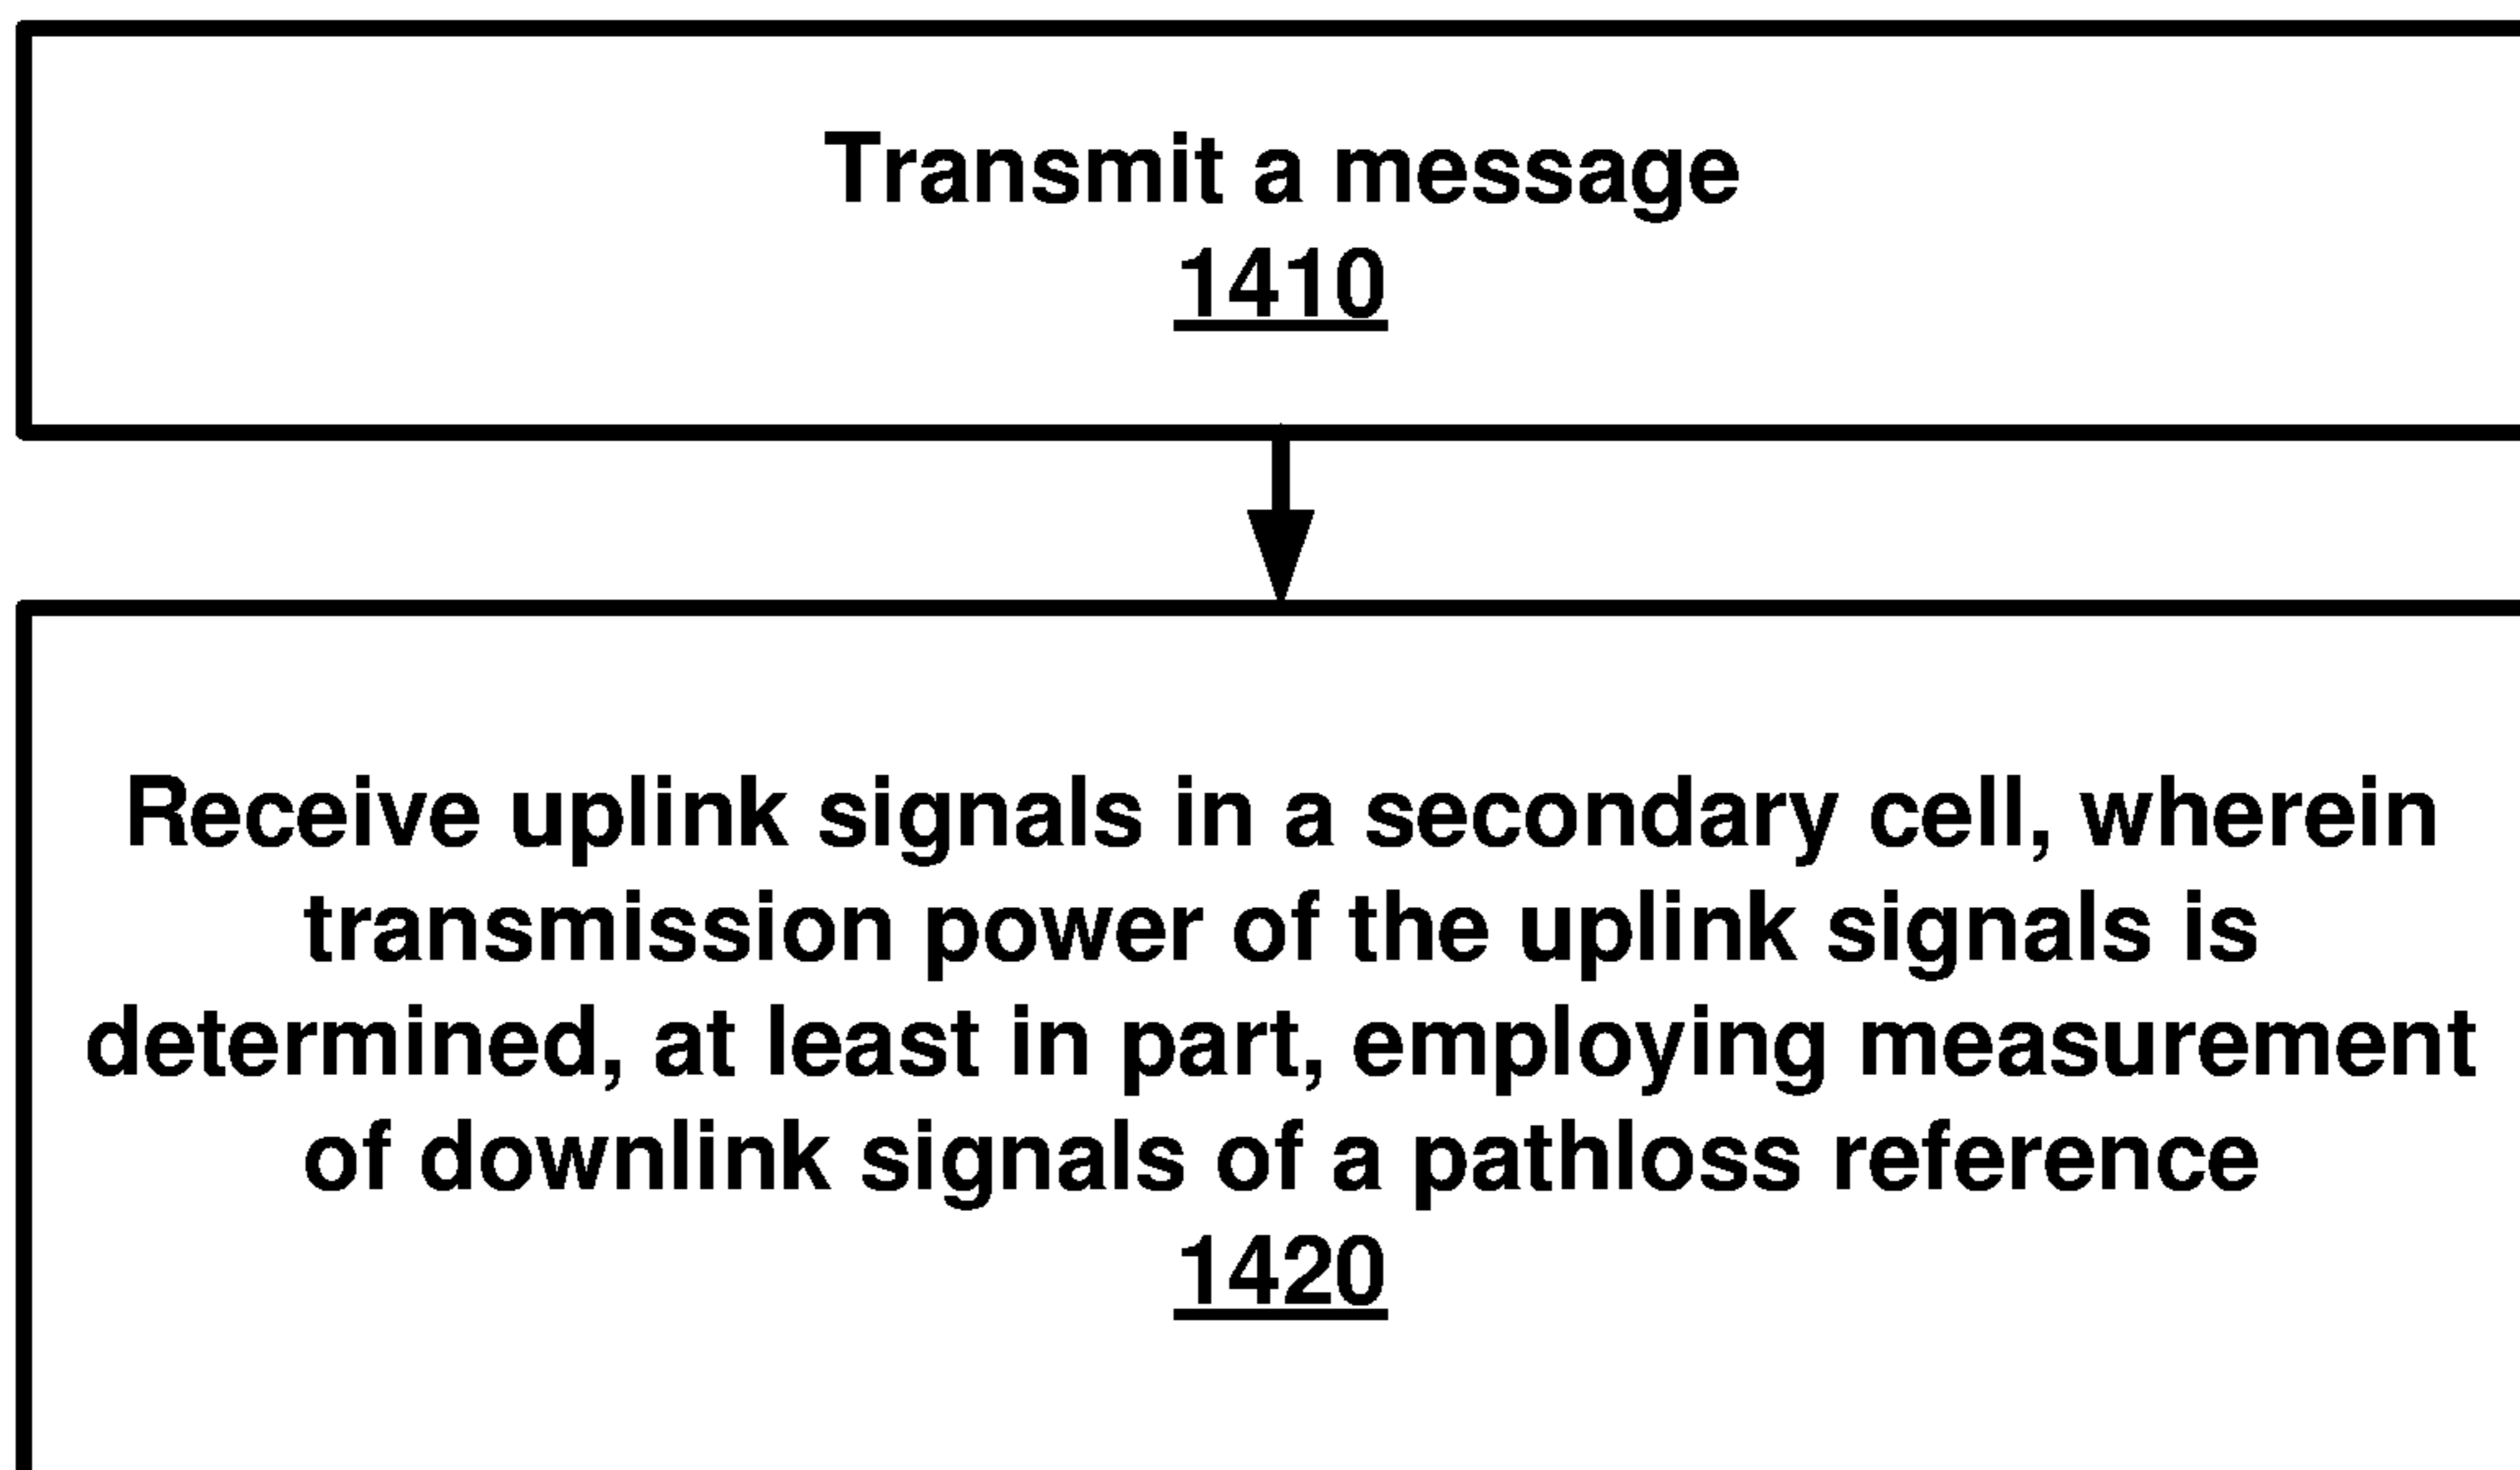 Transmit a message
1410
Receive uplink signals in a secondary cell, wherein
transmission power of the uplink signals is
determined, at least in part, employing measurement
of downlink signals of a pathloss reference
1420